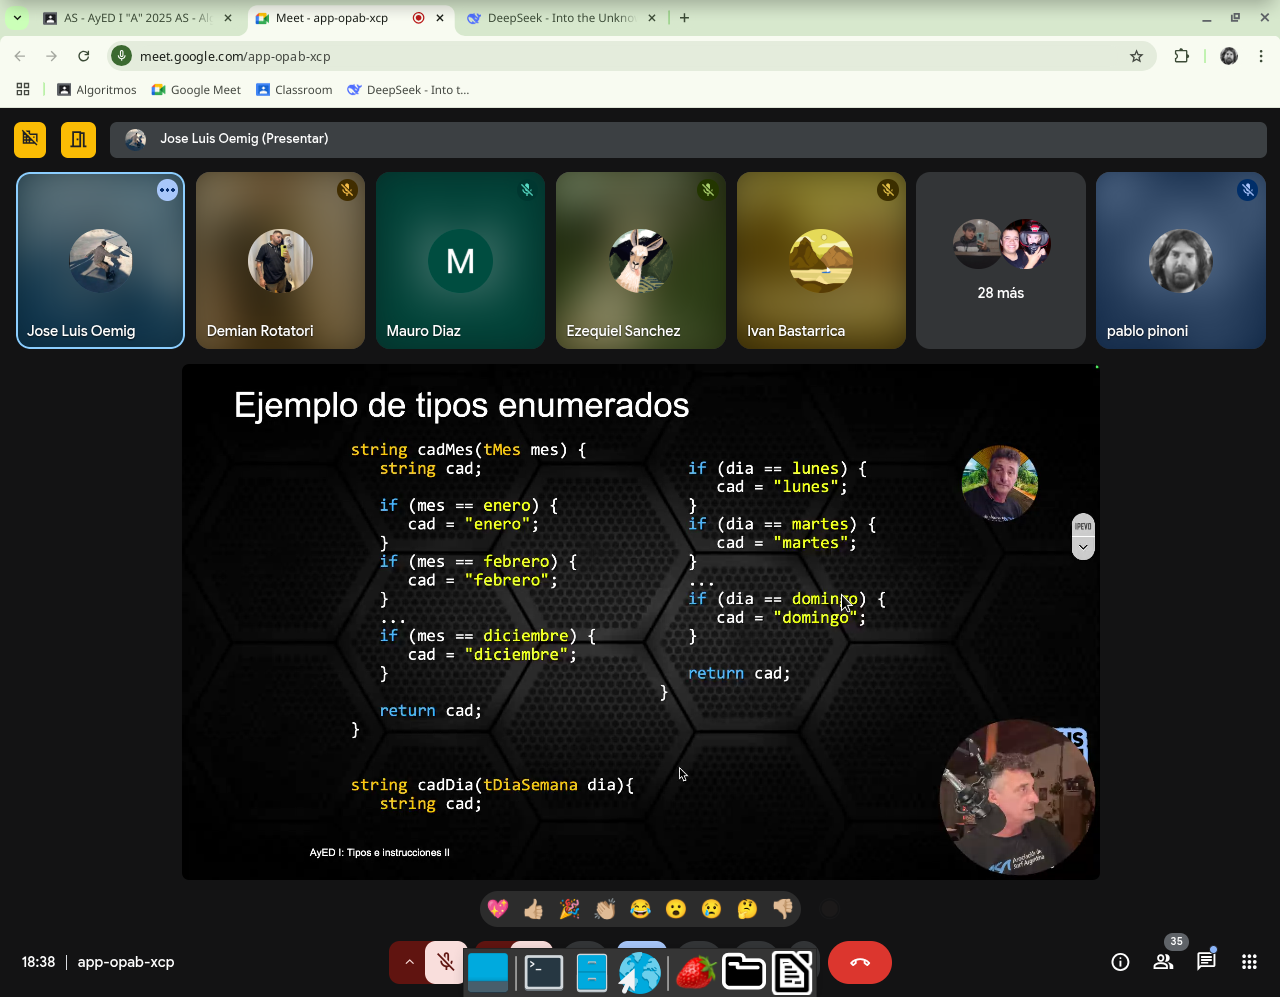 AS - AyED I "A" 2025 AS - Al
Meet - app-opab-xcp
DeepSeek - Into the Unkno
meet.google.com/app-opab-xcp
Algoritmos
Google Meet
Classroom
DeepSeek - Into t...
Jose Luis Oemig (Presentar)
Jose Luis Oemig
Demian Rotatori
M
Mauro Diaz
Ezequiel Sanchez
Ivan Bastarrica
28 más
pablo pinoni
Ejemplo de tipos enumerados
string cadMes(tMes mes) {
string cad;
if (mes == enero) {
cad = "enero";
}
if (mes == febrero) {
cad = "febrero";
}
...
if (mes == diciembre) {
cad = "diciembre";
}
return cad;
}
string cadDia(tDiaSemana dia){
string cad;
if (dia == lunes) {
cad = "lunes";
}
if (dia == martes) {
cad = "martes";
}
...
if (dia == domingo) {
cad = "domingo";
}
return cad;
}
IPEVO
AyED I: Tipos e instrucciones II
Asociación de
Surf Argentina
18:38
app-opab-xcp
35